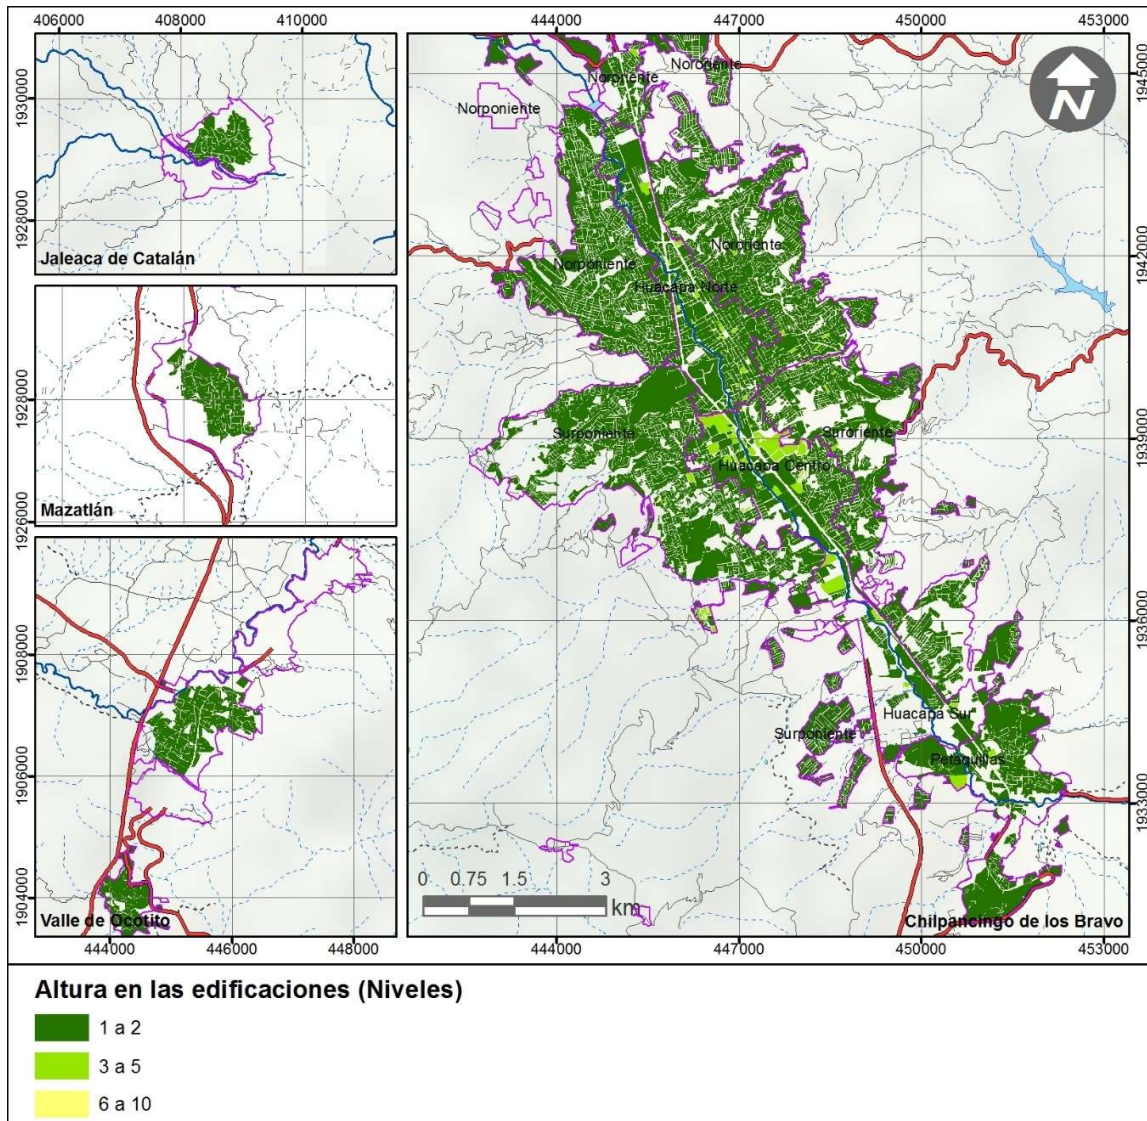 406000 408000 410000
444000 447000 450000 453000
1930000
1928000
Jaleaca de Catalán
1928000
1926000
Mazatlán
1908000
1906000
1904000
Valle de Ocotito
444000 446000 448000
N
Nororiente
Nororiente
Norponiente
Nororiente
Norponiente
Huacapa Norte
Surponiente
Suroriente
Huacapa Centro
Huacapa Sur
Surponiente
Petaquillas
0 0.75 1.5 3
km
Chilpancingo de los Bravo
1945000
1942000
1939000
1936000
1933000
444000 447000 450000 453000
Altura en las edificaciones (Niveles)
1 a 2
3 a 5
6 a 10